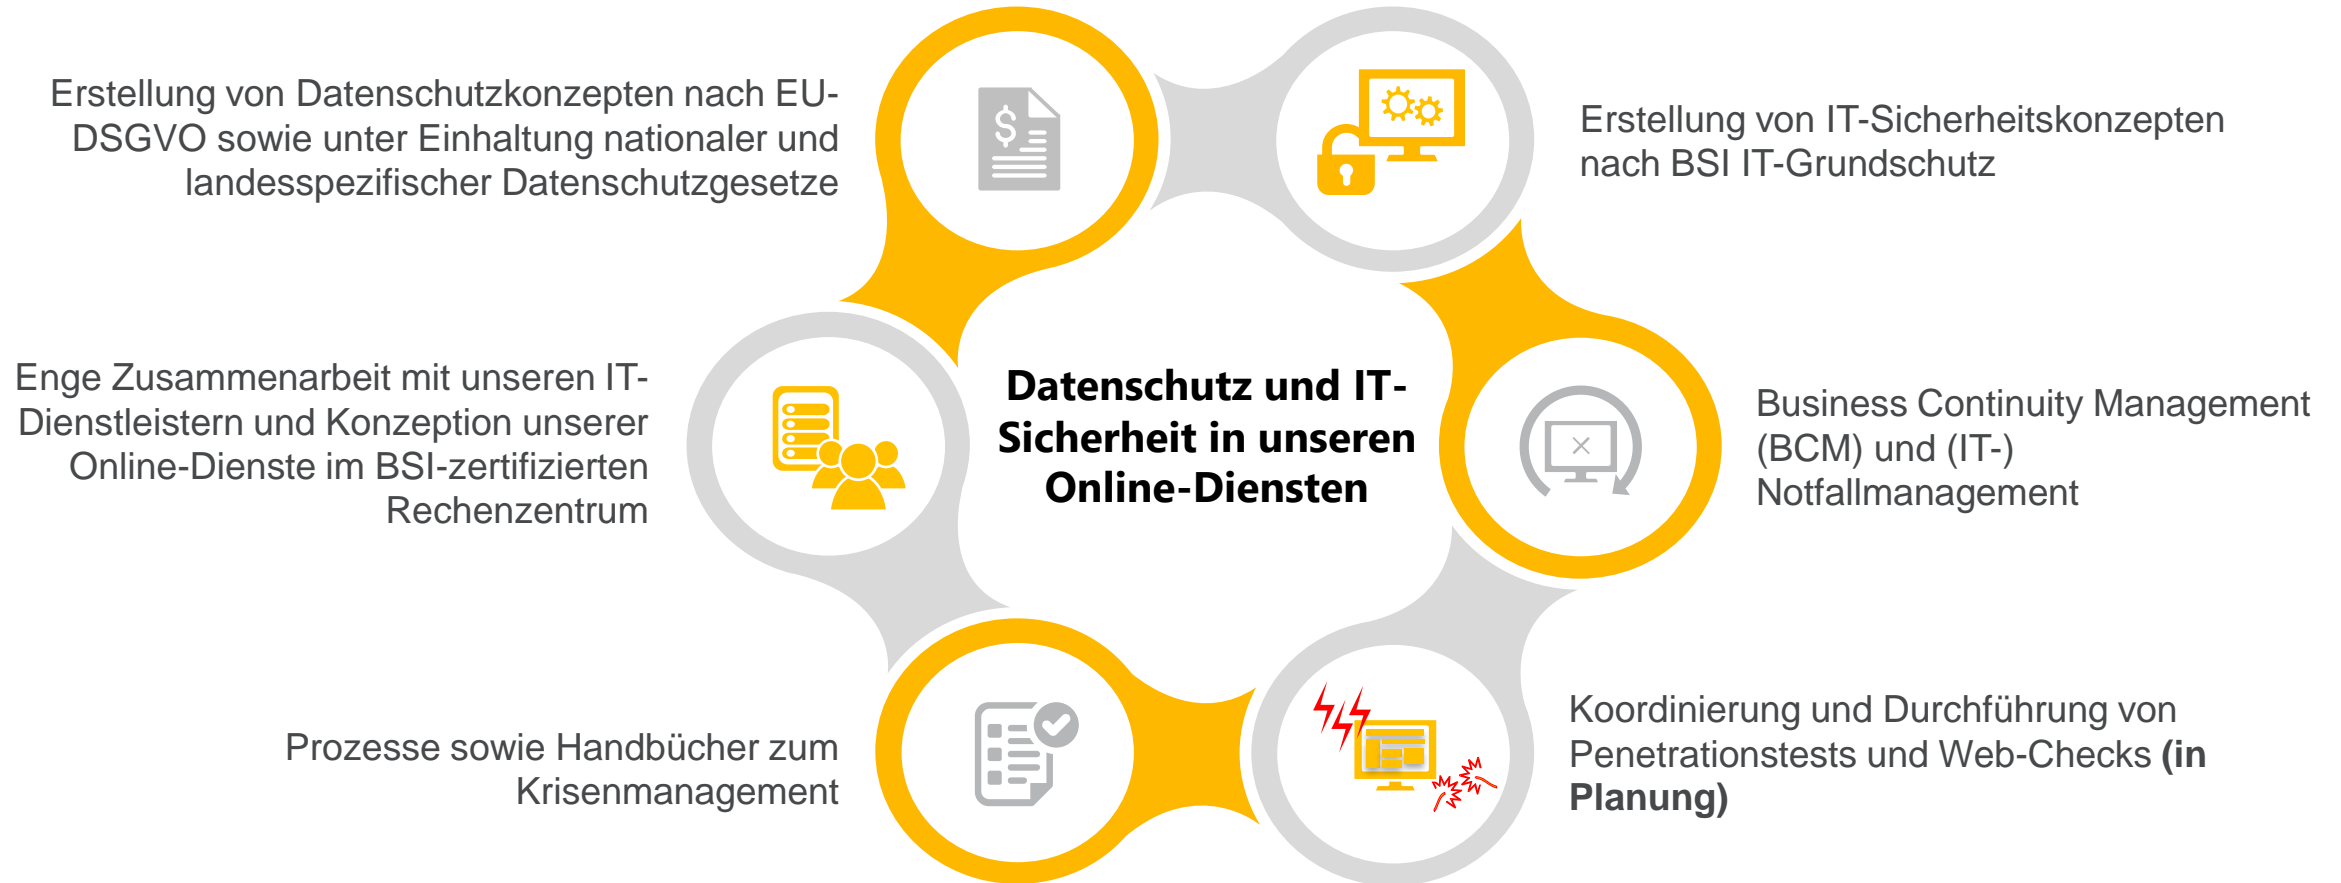 Erstellung von Datenschutzkonzepten nach EU-
DSGVO sowie unter Einhaltung nationaler und
landesspezifischer Datenschutzgesetze
Erstellung von IT-Sicherheitskonzepten
nach BSI IT-Grundschutz
Enge Zusammenarbeit mit unseren IT-
Dienstleistern und Konzeption unserer
Online-Dienste im BSI-zertifizierten
Rechenzentrum
Datenschutz und IT-
Sicherheit in unseren
Online-Diensten
Business Continuity Management
(BCM) und (IT-)
Notfallmanagement
Prozesse sowie Handbücher zum
Krisenmanagement
Koordinierung und Durchführung von
Penetrationstests und Web-Checks (in
Planung)
$